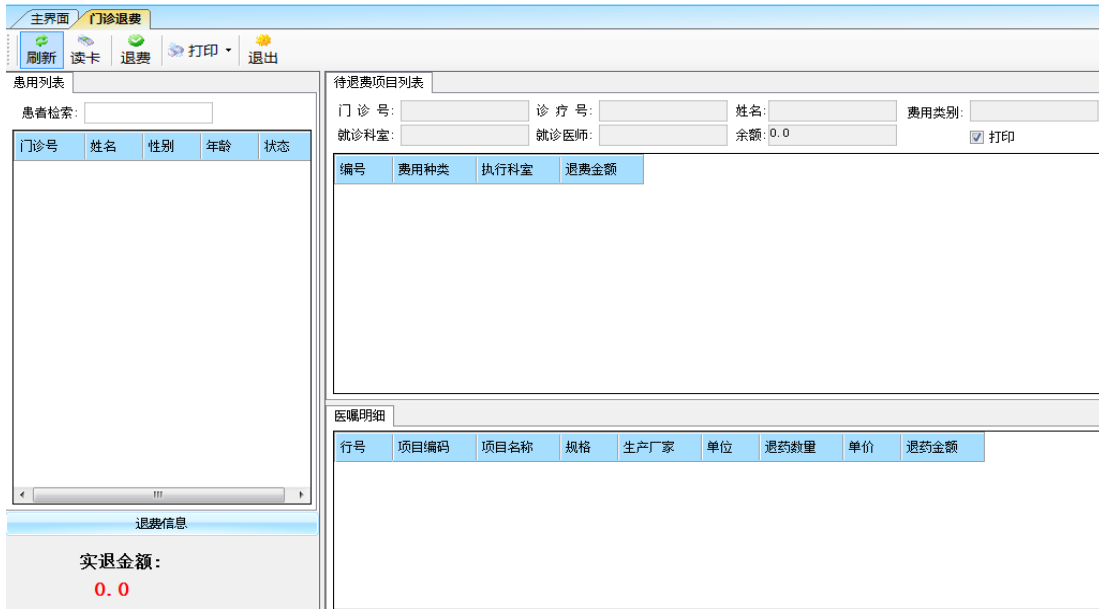 主界面 门诊退费
刷新 读卡 退费 打印 退出
患用列表
患者检索:
门诊号 姓名 性别 年龄 状态
退费信息
实退金额:
0.0
待退费项目列表
门 诊 号: 诊 疗 号: 姓名: 费用类别:
就诊科室: 就诊医师: 余额: 0.0 打印
编号 费用种类 执行科室 退费金额
医嘱明细
行号 项目编码 项目名称 规格 生产厂家 单位 退药数量 单价 退药金额